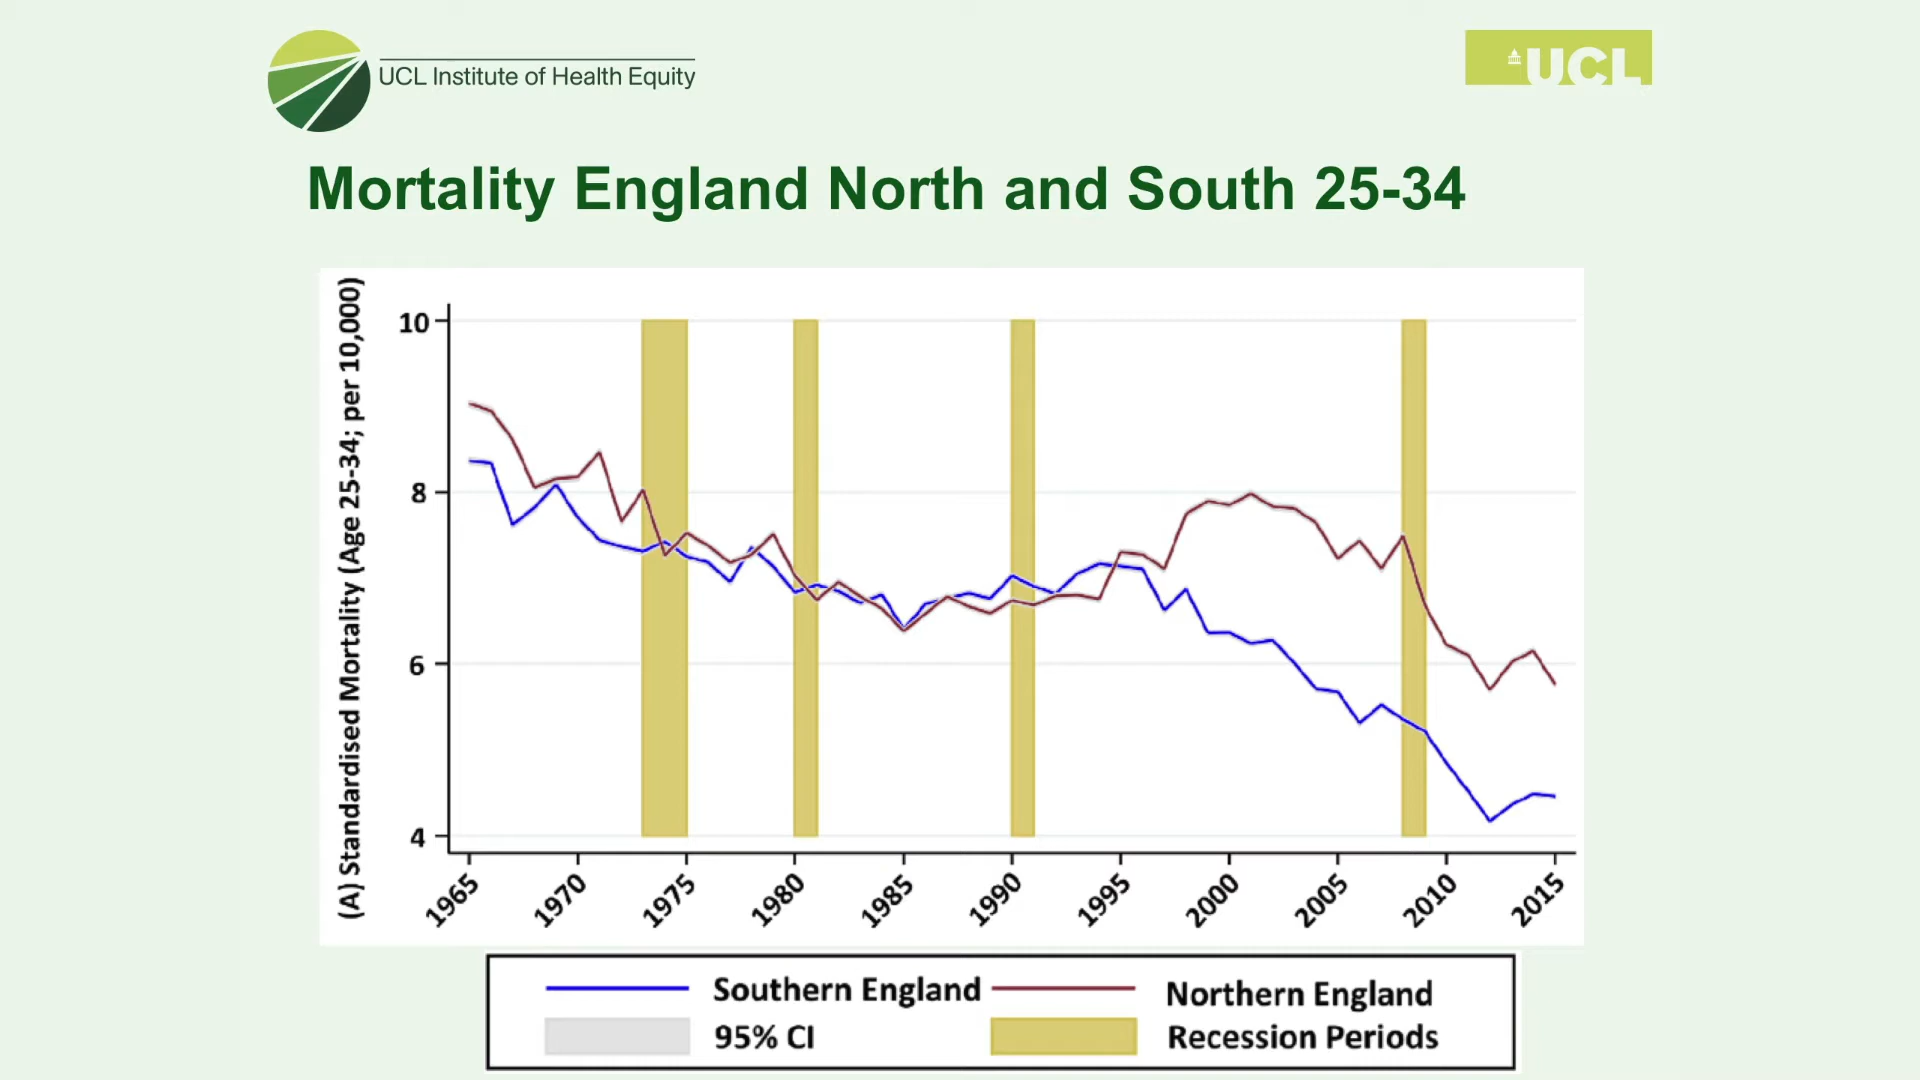 UCL Institute of Health Equity
UCL
Mortality England North and South 25-34
(A) Standardised Mortality (Age 25-34; per 10,000)
10
8
6
4
1965
1970
1975
1980
1985
1990
1995
2000
2005
2010
2015
Southern England
Northern England
95% CI
Recession Periods